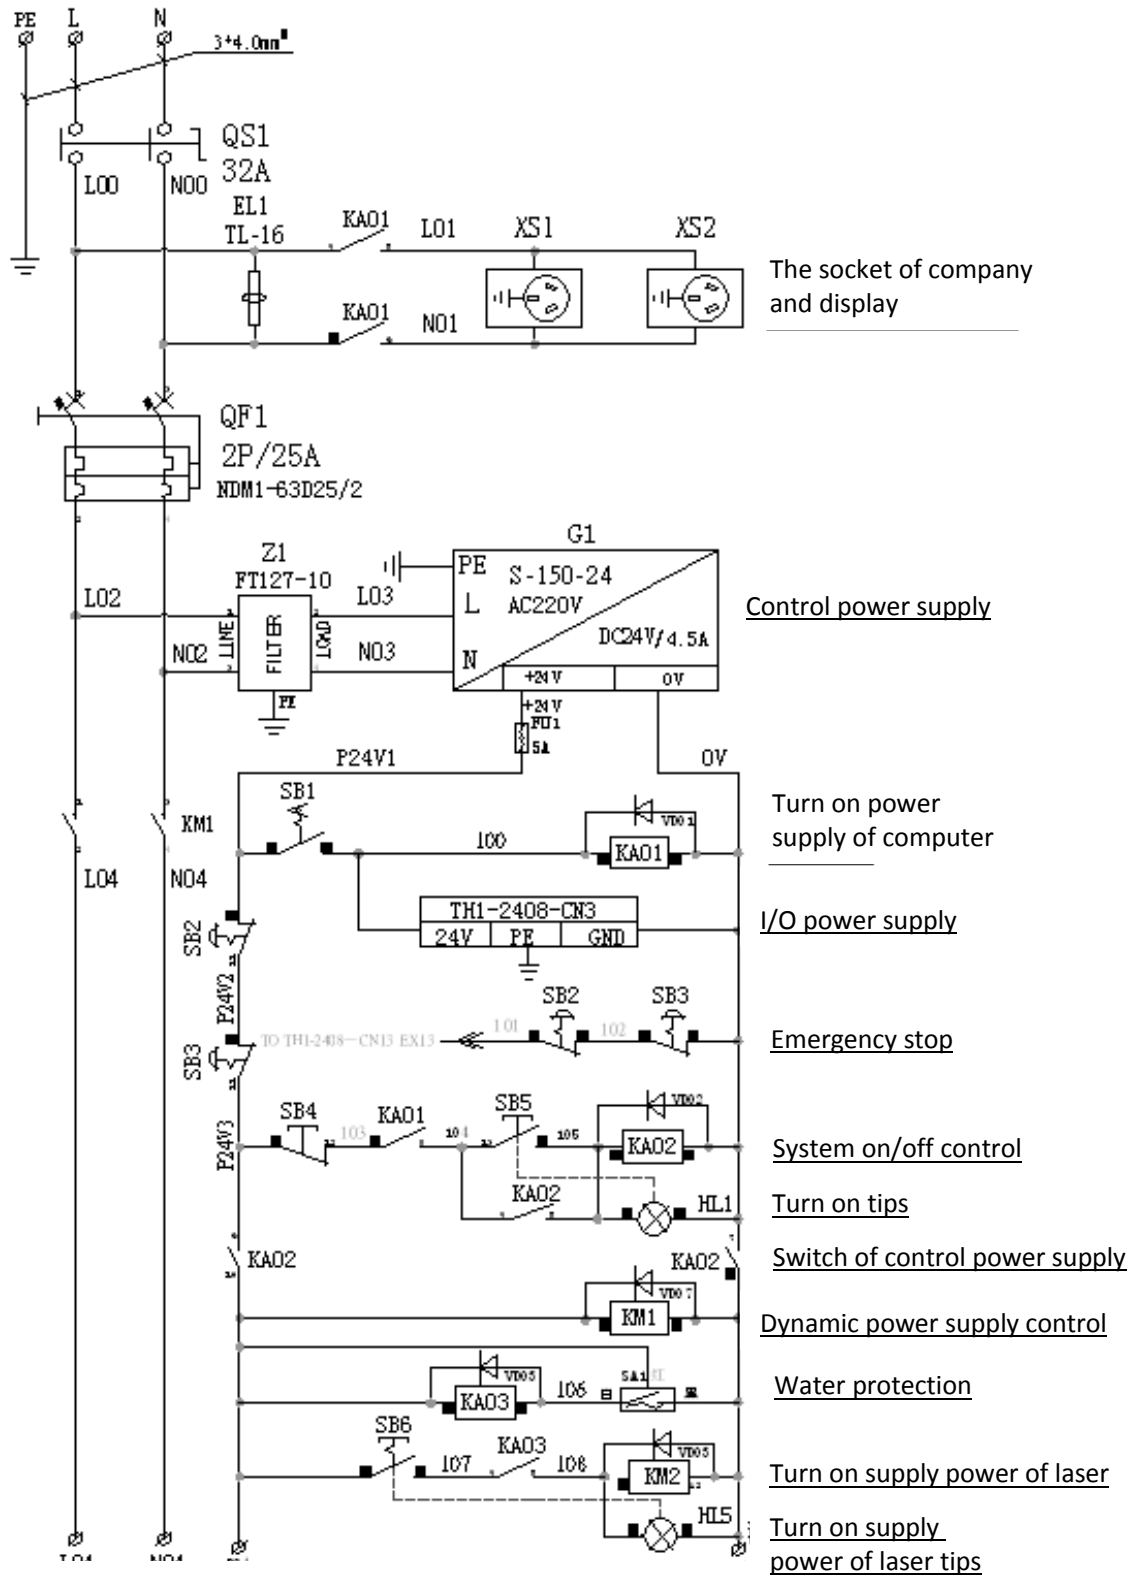 PE L N
3*4.0mm²
QS1
32A
L00 N00
EL1
TL-16
KA01 L01 XS1 XS2
The socket of company
and display
KA01 N01
QF1
2P/25A
NDM1-63D25/2
G1
Z1
FT127-10
PE S-150-24
L AC220V
L02 L03
Control power supply
LINE FILTER LOAD
DC24V/4.5A
N02 N03 N
+24V 0V
PE
+24V
FU1
5A
P24V1 0V
SB1
Turn on power
supply of computer
KM1
VD01
100 KA01
L04 N04
TH1-2408-CN3
I/O power supply
24V PE GND
SB2
P24V2
SB2 SB3
101 102
TO TH1-2408-CN13 EX13
Emergency stop
SB3
SB4 KA01 SB5 VD02
103 104 105 KA02
P24V3
System on/off control
KA02 HL1
Turn on tips
KA02 KA02
Switch of control power supply
VD07
KM1
Dynamic power supply control
VD05 SA1
KA03 106
Water protection
SB6 KA03 VD05
107 108 KM2
Turn on supply power of laser
HL5
Turn on supply
power of laser tips